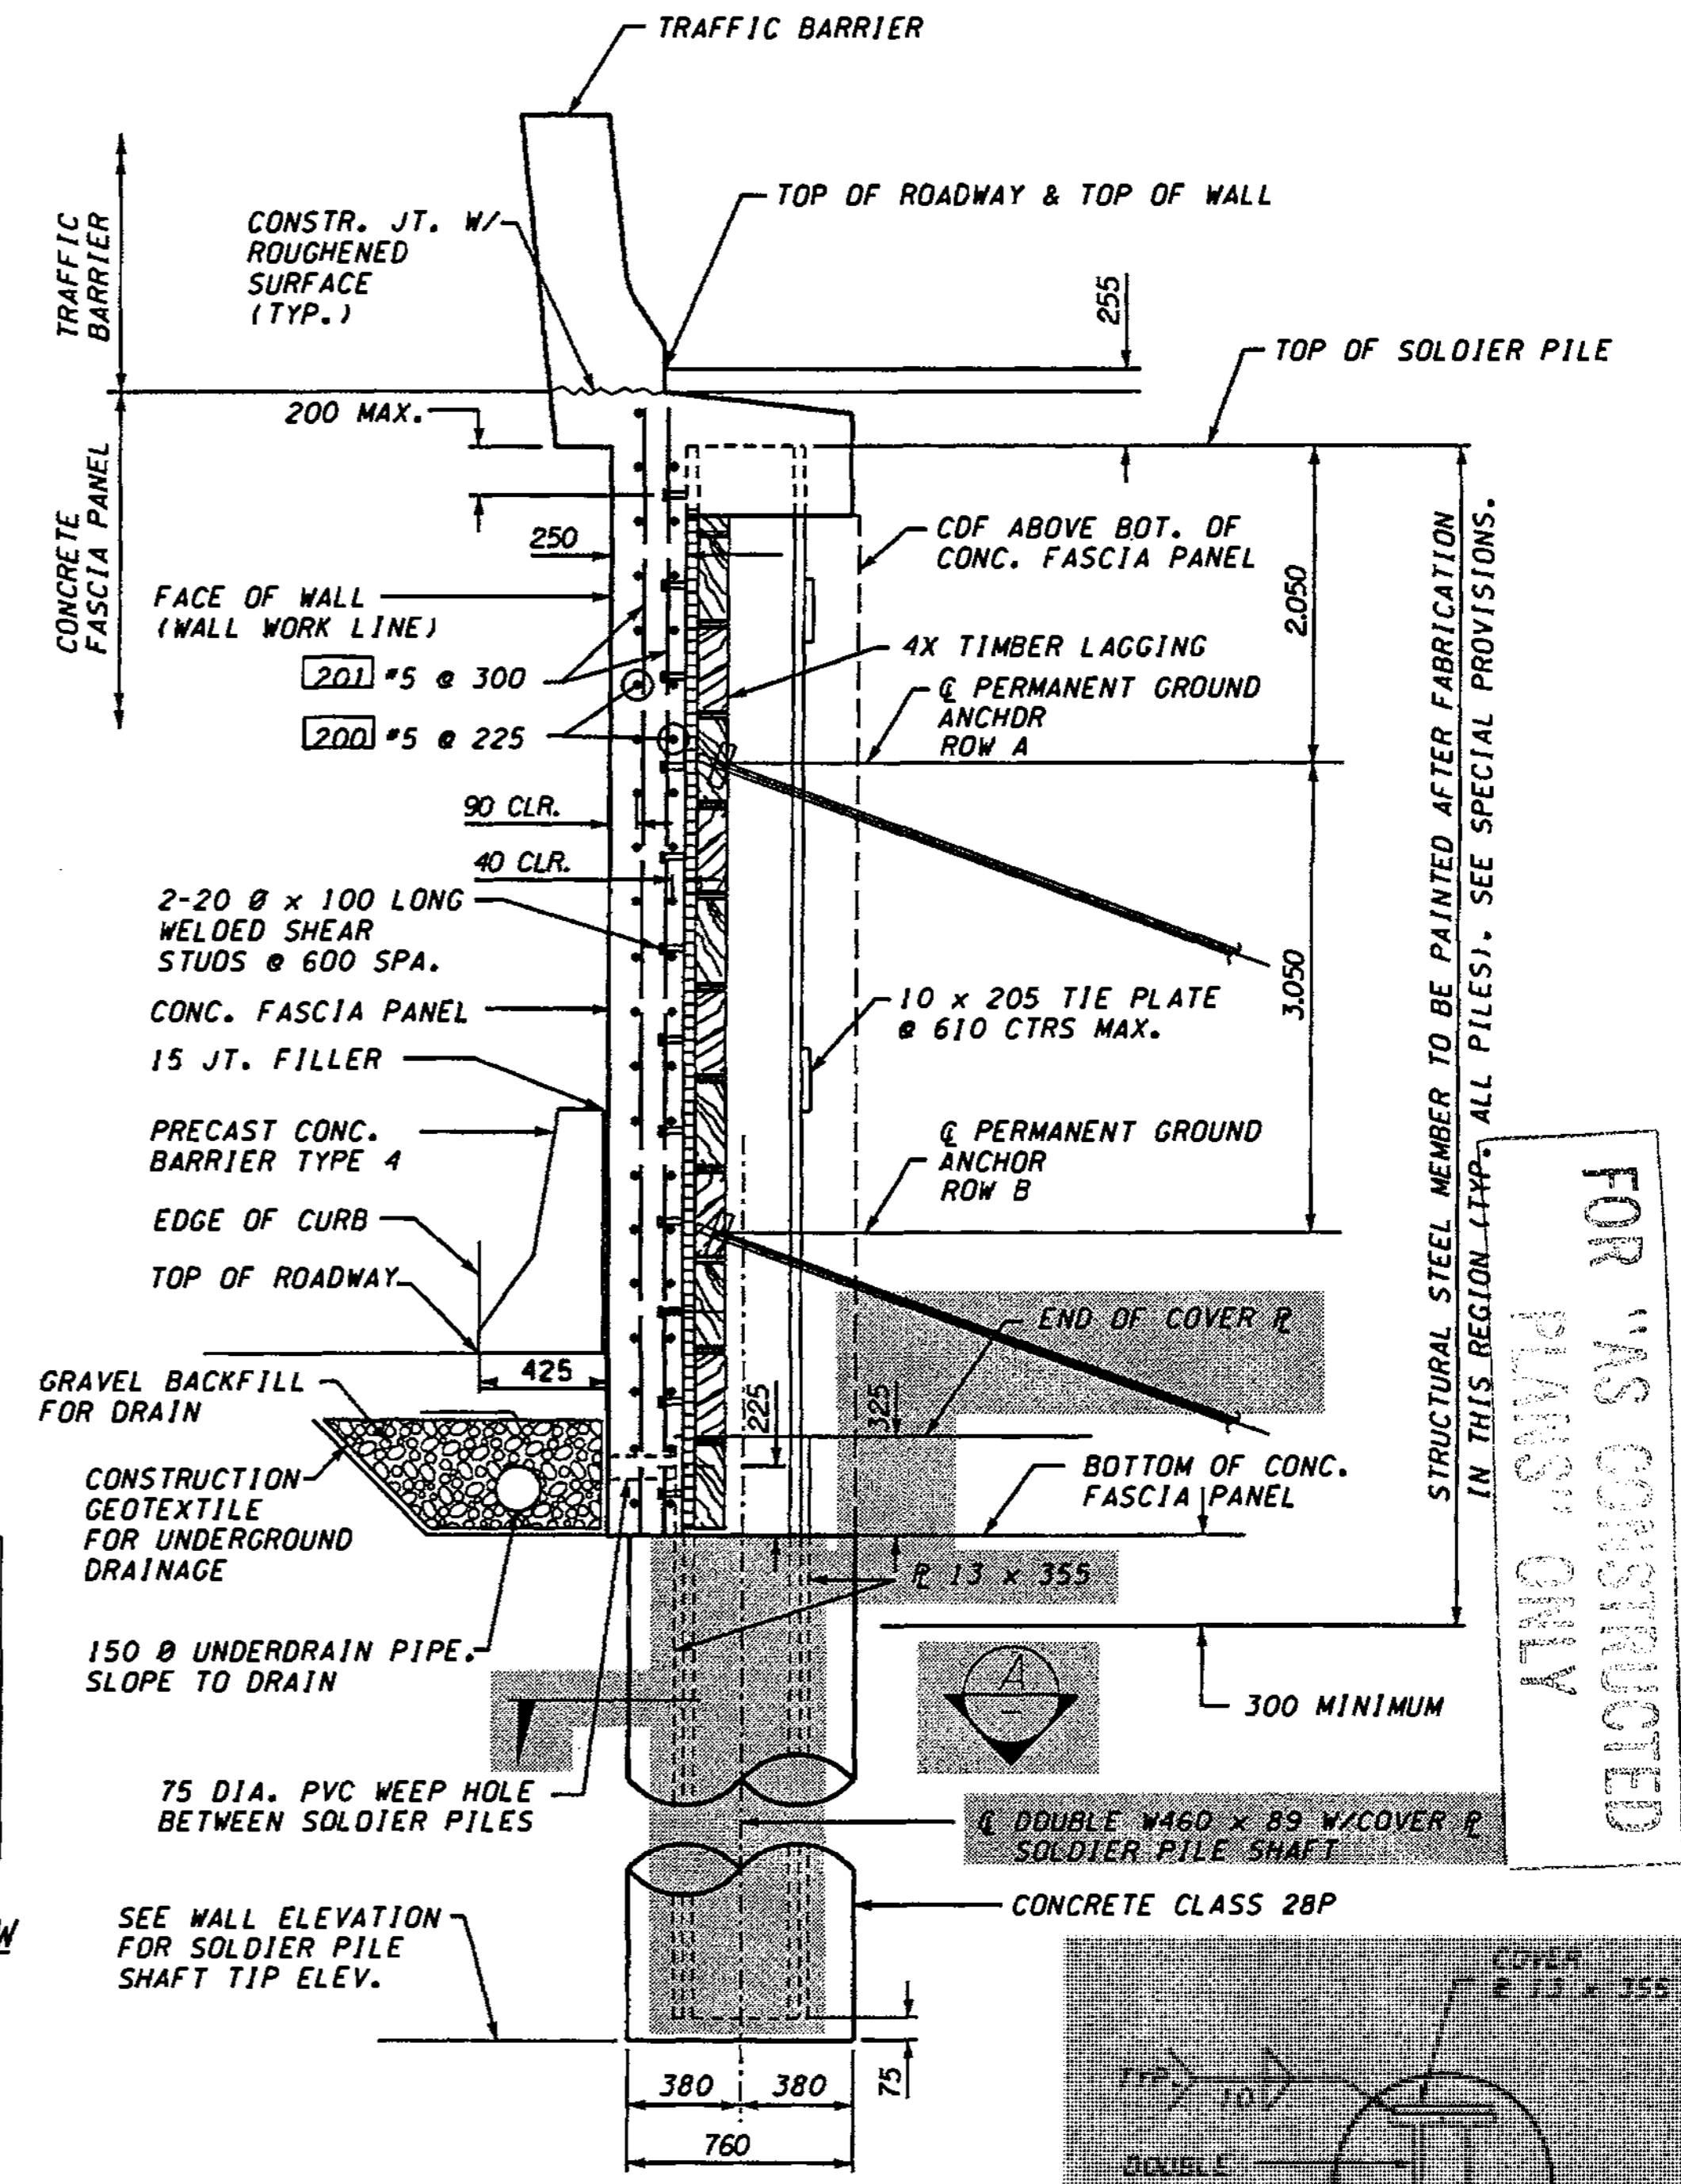 TRAFFIC BARRIER
TOP OF ROADWAY & TOP OF WALL
CONSTR. JT. W/
ROUGHENED
SURFACE
(TYP.)
TRAFFIC
BARRIER
255
TOP OF SOLDIER PILE
200 MAX.
CONCRETE
FASCIA PANEL
250
CDF ABOVE BOT. OF
CONC. FASCIA PANEL
2.050
FACE OF WALL
(WALL WORK LINE)
4X TIMBER LAGGING
201 #5 @ 300
℄ PERMANENT GROUND
ANCHOR
ROW A
200 #5 @ 225
90 CLR.
40 CLR.
2-20 Ø x 100 LONG
WELDED SHEAR
STUDS @ 600 SPA.
3.050
10 x 205 TIE PLATE
@ 610 CTRS MAX.
CONC. FASCIA PANEL
15 JT. FILLER
PRECAST CONC.
BARRIER TYPE 4
℄ PERMANENT GROUND
ANCHOR
ROW B
EDGE OF CURB
TOP OF ROADWAY
STRUCTURAL STEEL MEMBER TO BE PAINTED AFTER FABRICATION
IN THIS REGION (TYP. ALL PILES). SEE SPECIAL PROVISIONS.
FOR "AS CONSTRUCTED
PLANS" ONLY
END OF COVER ⅊
425
225
325
GRAVEL BACKFILL
FOR DRAIN
CONSTRUCTION
GEOTEXTILE
FOR UNDERGROUND
DRAINAGE
BOTTOM OF CONC.
FASCIA PANEL
⅊ 13 x 355
150 Ø UNDERDRAIN PIPE.
SLOPE TO DRAIN
A
-
300 MINIMUM
75 DIA. PVC WEEP HOLE
BETWEEN SOLDIER PILES
℄ DOUBLE W460 x 89 W/COVER ⅊
SOLDIER PILE SHAFT
CONCRETE CLASS 28P
SEE WALL ELEVATION
FOR SOLDIER PILE
SHAFT TIP ELEV.
W
75
380
380
760
COVER
⅊ 13 x 355
TYP.
10
DOUBLE